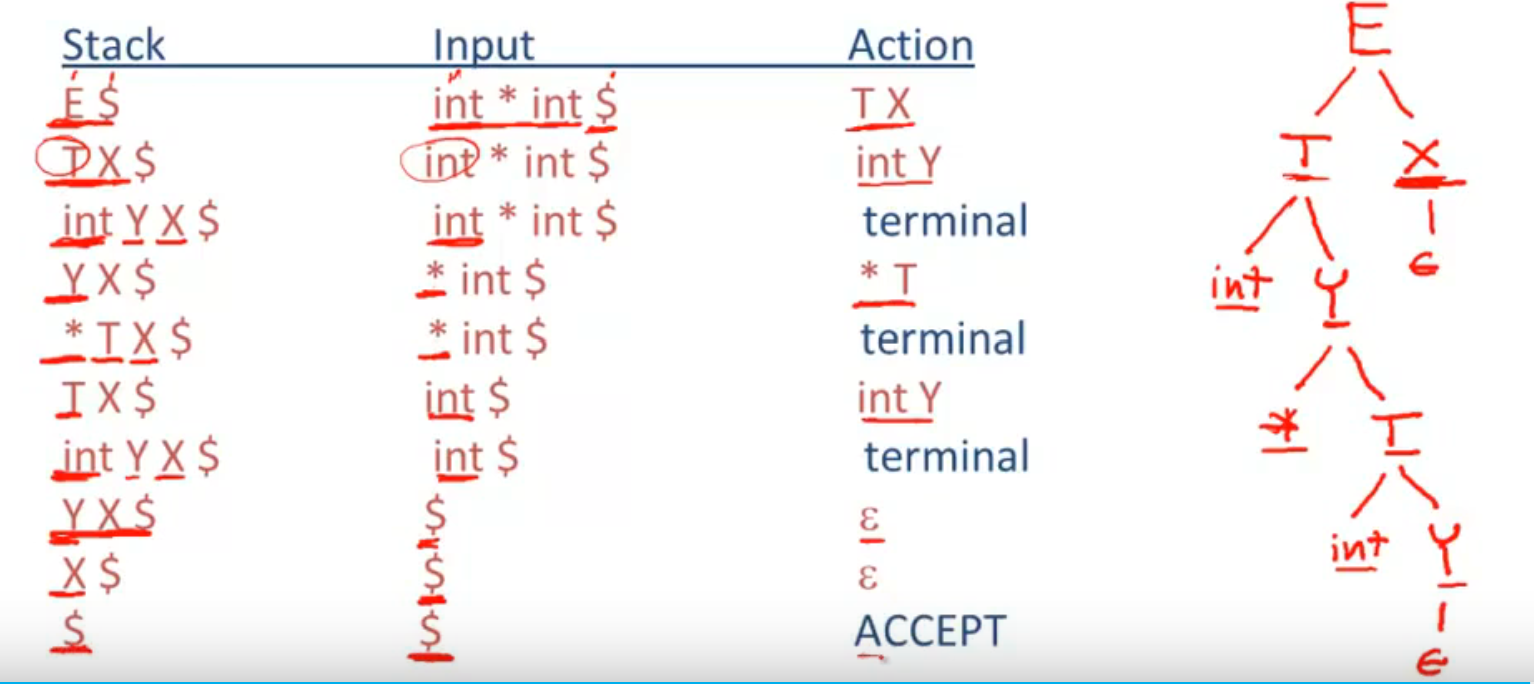 Stack Input Action
E $ int * int $ T X
T X $ int * int $ int Y
int Y X $ int * int $ terminal
Y X $ * int $ * T
* T X $ * int $ terminal
T X $ int $ int Y
int Y X $ int $ terminal
Y X $ $ ε
X $ $ ε
$ $ ACCEPT
E
T X
int Y ε
* T
int Y
ε